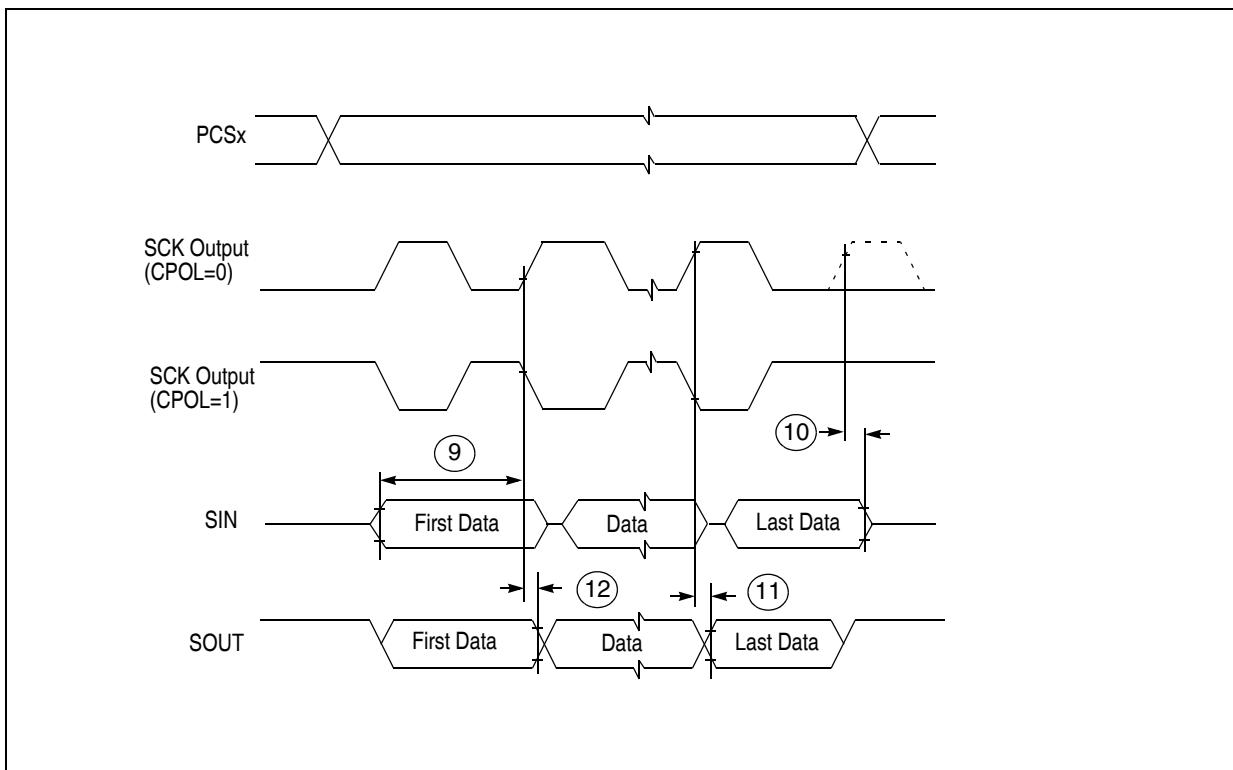 PCSx
SCK Output
(CPOL=0)
SCK Output
(CPOL=1)
10
9
SIN
First Data
Data
Last Data
12
11
SOUT
First Data
Data
Last Data